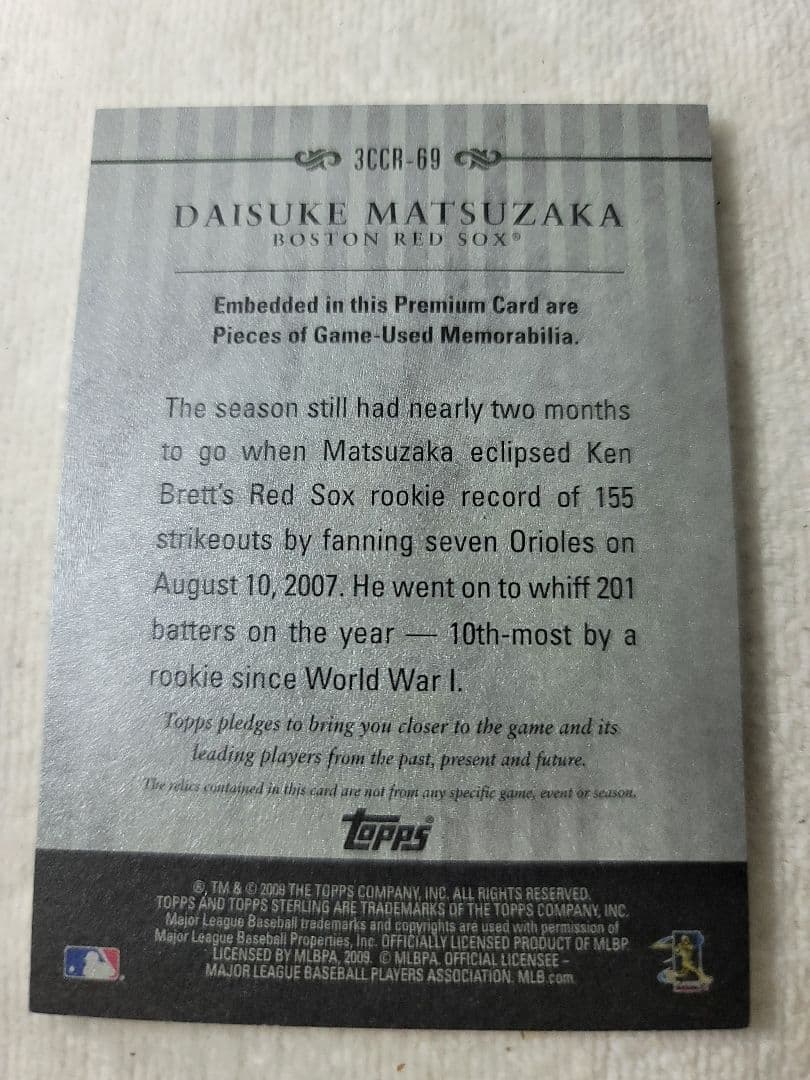 3CCR-69
DAISUKE MATSUZAKA
BOSTON RED SOX®
Embedded in this Premium Card are
Pieces of Game-Used Memorabilia.
The season still had nearly two months
to go when Matsuzaka eclipsed Ken
Brett's Red Sox rookie record of 155
strikeouts by fanning seven Orioles on
August 10, 2007. He went on to whiff 201
batters on the year — 10th-most by a
rookie since World War I.
Topps pledges to bring you closer to the game and its
leading players from the past, present and future.
The relics contained in this card are not from any specific game, event or season.
Topps®
®, TM & © 2009 THE TOPPS COMPANY, INC. ALL RIGHTS RESERVED.
TOPPS AND TOPPS STERLING ARE TRADEMARKS OF THE TOPPS COMPANY, INC.
Major League Baseball trademarks and copyrights are used with permission of
Major League Baseball Properties, Inc. OFFICIALLY LICENSED PRODUCT OF MLBP
LICENSED BY MLBPA, 2009. © MLBPA. OFFICIAL LICENSEE –
MAJOR LEAGUE BASEBALL PLAYERS ASSOCIATION. MLB.com